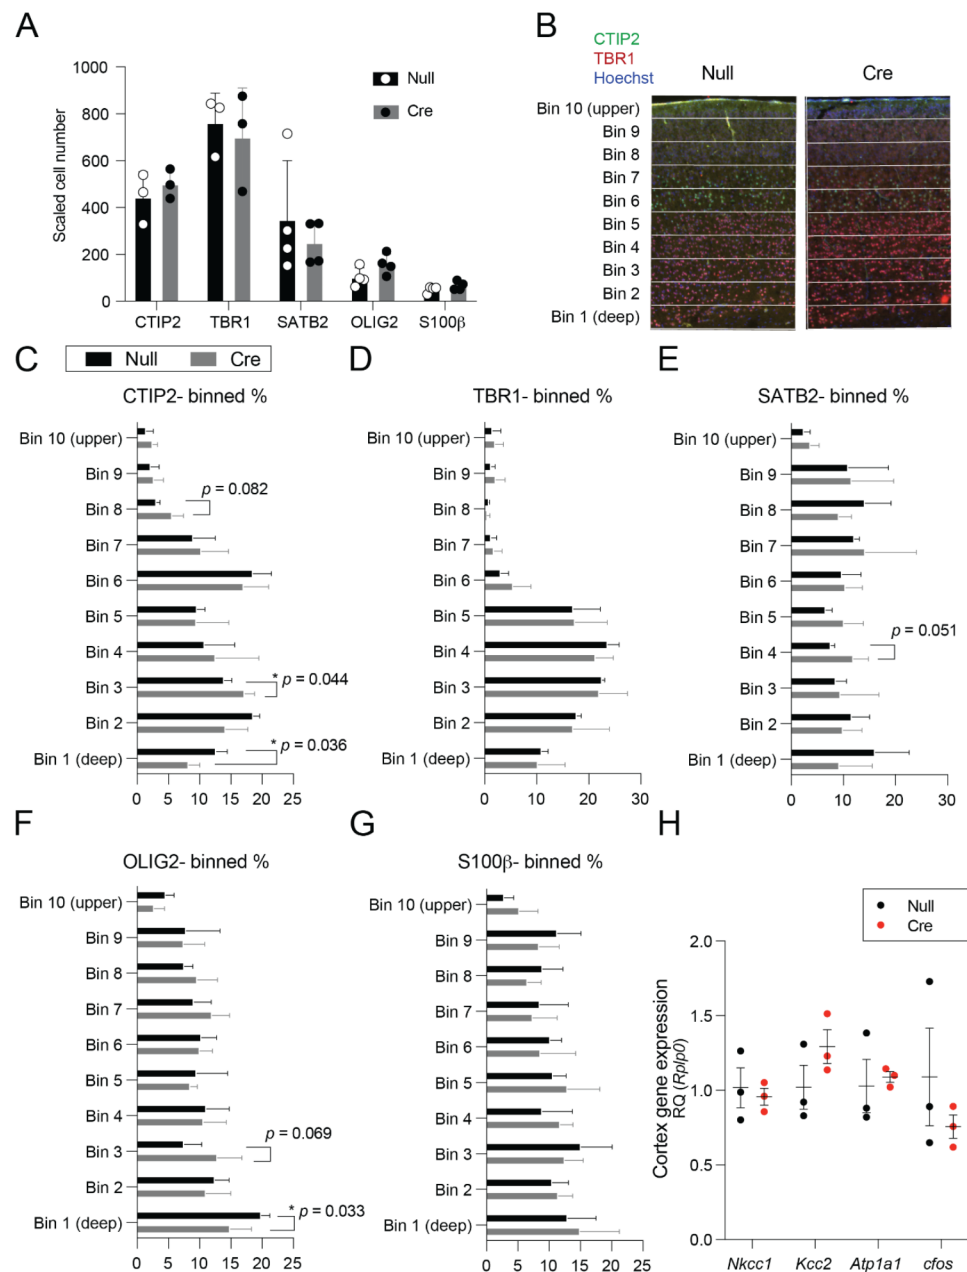 A
1000
800
600
400
200
0
Scaled cell number
Null
Cre
CTIP2
TBR1
SATB2
OLIG2
S100β
B
CTIP2
TBR1
Hoechst
Null
Cre
Bin 10 (upper)
Bin 9
Bin 8
Bin 7
Bin 6
Bin 5
Bin 4
Bin 3
Bin 2
Bin 1 (deep)
C
Null
Cre
CTIP2- binned %
Bin 10 (upper)
Bin 9
Bin 8
Bin 7
Bin 6
Bin 5
Bin 4
Bin 3
Bin 2
Bin 1 (deep)
p = 0.082
* p = 0.044
* p = 0.036
0 5 10 15 20 25
D
TBR1- binned %
Bin 10 (upper)
Bin 9
Bin 8
Bin 7
Bin 6
Bin 5
Bin 4
Bin 3
Bin 2
Bin 1 (deep)
0 10 20 30
E
SATB2- binned %
Bin 10 (upper)
Bin 9
Bin 8
Bin 7
Bin 6
Bin 5
Bin 4
Bin 3
Bin 2
Bin 1 (deep)
p = 0.051
0 10 20 30
F
OLIG2- binned %
Bin 10 (upper)
Bin 9
Bin 8
Bin 7
Bin 6
Bin 5
Bin 4
Bin 3
Bin 2
Bin 1 (deep)
p = 0.069
* p = 0.033
0 5 10 15 20 25
G
S100β- binned %
Bin 10 (upper)
Bin 9
Bin 8
Bin 7
Bin 6
Bin 5
Bin 4
Bin 3
Bin 2
Bin 1 (deep)
0 5 10 15 20 25
H
Null
Cre
Cortex gene expression
RQ (Rplp0)
2.0
1.5
1.0
0.5
0.0
Nkcc1 Kcc2 Atp1a1 cfos